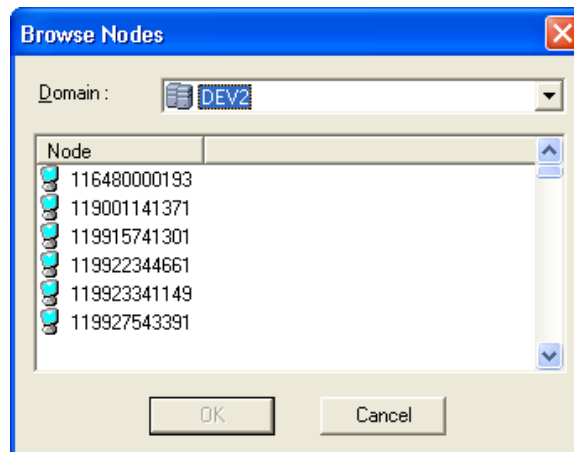 Browse Nodes
Domain : DEV2
Node
116480000193
119001141371
119915741301
119922344661
119923341149
119927543391
OK Cancel